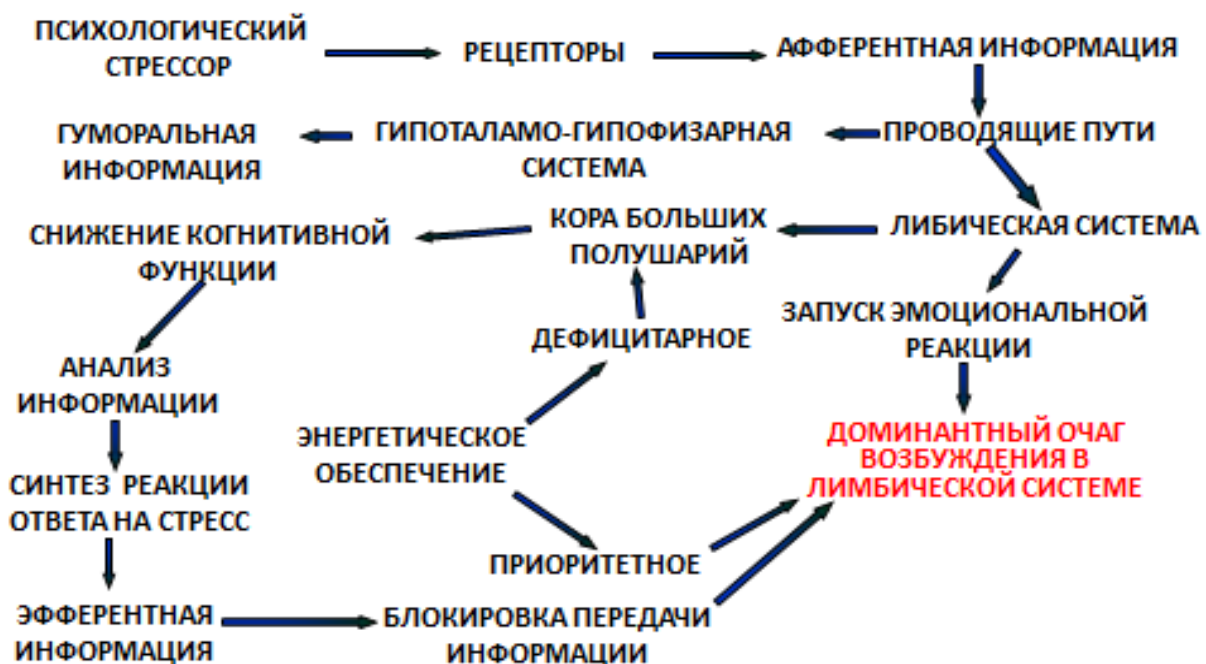 ПСИХОЛОГИЧЕСКИЙ
СТРЕССОР
РЕЦЕПТОРЫ
АФФЕРЕНТНАЯ ИНФОРМАЦИЯ
ГУМОРАЛЬНАЯ
ИНФОРМАЦИЯ
ГИПОТАЛАМО-ГИПОФИЗАРНАЯ
СИСТЕМА
ПРОВОДЯЩИЕ ПУТИ
СНИЖЕНИЕ КОГНИТИВНОЙ
ФУНКЦИИ
КОРА БОЛЬШИХ
ПОЛУШАРИЙ
ЛИБИЧЕСКАЯ СИСТЕМА
ЗАПУСК ЭМОЦИОНАЛЬНОЙ
РЕАКЦИИ
ДЕФИЦИТАРНОЕ
АНАЛИЗ
ИНФОРМАЦИИ
ЭНЕРГЕТИЧЕСКОЕ
ОБЕСПЕЧЕНИЕ
ДОМИНАНТНЫЙ ОЧАГ
ВОЗБУЖДЕНИЯ В
ЛИМБИЧЕСКОЙ СИСТЕМЕ
СИНТЕЗ РЕАКЦИИ
ОТВЕТА НА СТРЕСС
ПРИОРИТЕТНОЕ
ЭФФЕРЕНТНАЯ
ИНФОРМАЦИЯ
БЛОКИРОВКА ПЕРЕДАЧИ
ИНФОРМАЦИИ